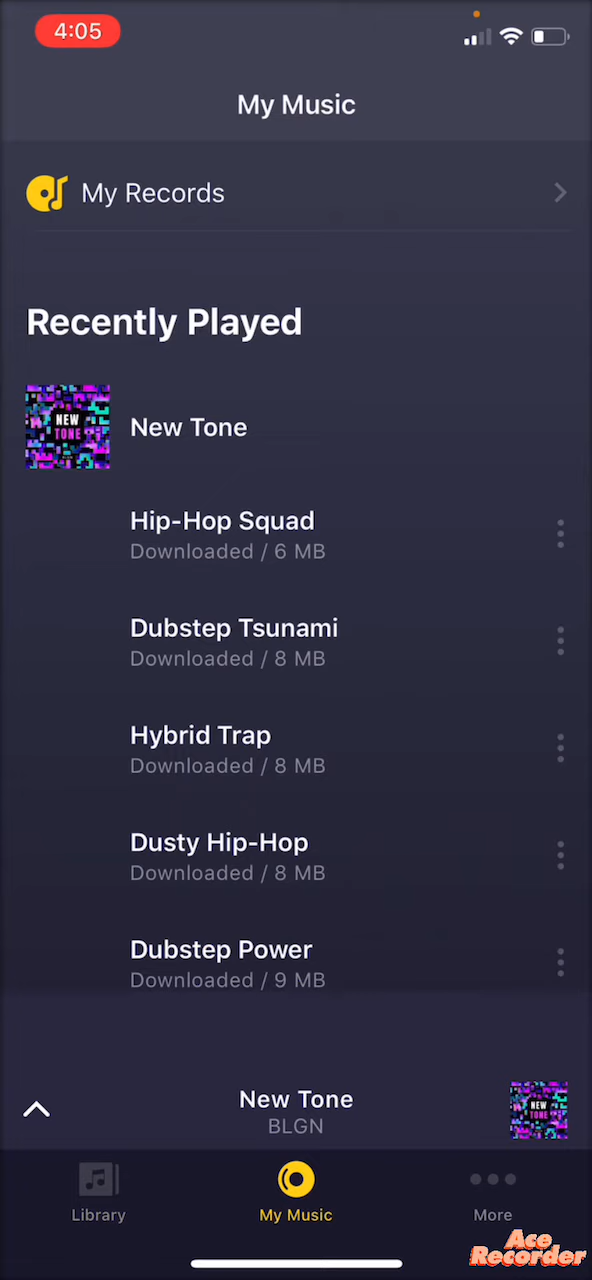 4:05
My Music
My Records
Recently Played
NEW
TONE
New Tone
Hip-Hop Squad
Downloaded / 6 MB
Dubstep Tsunami
Downloaded / 8 MB
Hybrid Trap
Downloaded / 8 MB
Dusty Hip-Hop
Downloaded / 8 MB
Dubstep Power
Downloaded / 9 MB
New Tone
BLGN
NEW
TONE
Library
My Music
More
Ace
Recorder